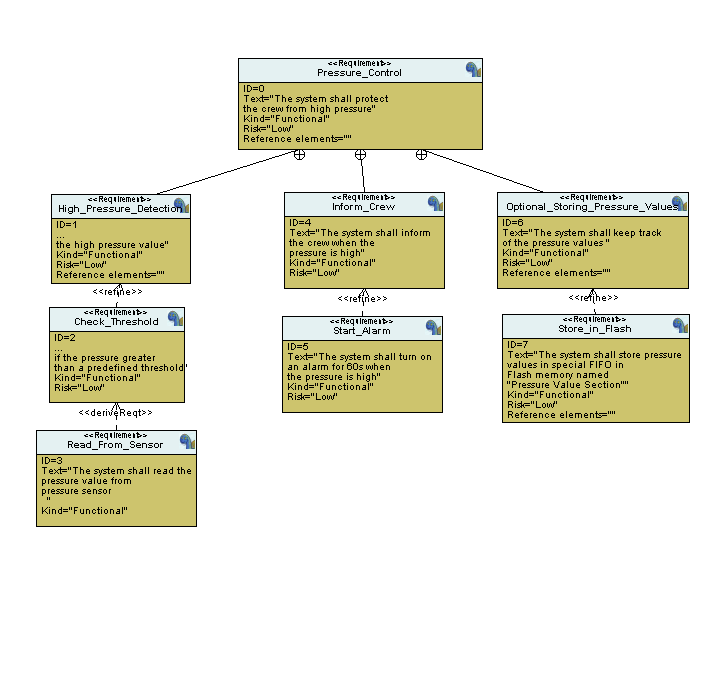 <<Requirement>>
Pressure_Control
ID=0
Text="The system shall protect
the crew from high pressure"
Kind="Functional"
Risk="Low"
Reference elements=""
<<Requirement>>
High_Pressure_Detection
ID=1
...
the high pressure value"
Kind="Functional"
Risk="Low"
Reference elements=""
<<refine>>
<<Requirement>>
Check_Threshold
ID=2
...
if the pressure greater
than a predefined threshold"
Kind="Functional"
Risk="Low"
<<deriveReqt>>
<<Requirement>>
Read_From_Sensor
ID=3
Text="The system shall read the
pressure value from
pressure sensor
"
Kind="Functional"
<<Requirement>>
Inform_Crew
ID=4
Text="The system shall inform
the crew when the
pressure is high"
Kind="Functional"
Risk="Low"
<<refine>>
<<Requirement>>
Start_Alarm
ID=5
Text="The system shall turn on
an alarm for 60s when
the pressure is high"
Kind="Functional"
Risk="Low"
<<Requirement>>
Optional_Storing_Pressure_Values
ID=6
Text="The system shall keep track
of the pressure values "
Kind="Functional"
Risk="Low"
Reference elements=""
<<refine>>
<<Requirement>>
Store_in_Flash
ID=7
Text="The system shall store pressure
values in special FIFO in
Flash memory named
"Pressure Value Section""
Kind="Functional"
Risk="Low"
Reference elements=""